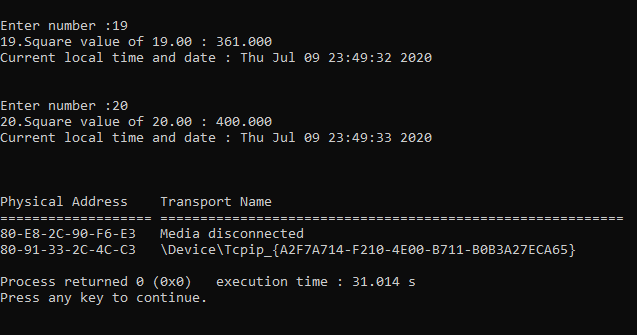 Enter number :19
19.Square value of 19.00 : 361.000
Current local time and date : Thu Jul 09 23:49:32 2020
Enter number :20
20.Square value of 20.00 : 400.000
Current local time and date : Thu Jul 09 23:49:33 2020
Physical Address    Transport Name
=================== ==========================================================
80-E8-2C-90-F6-E3   Media disconnected
80-91-33-2C-4C-C3   \Device\Tcpip_{A2F7A714-F210-4E00-B711-B0B3A27ECA65}
Process returned 0 (0x0)   execution time : 31.014 s
Press any key to continue.